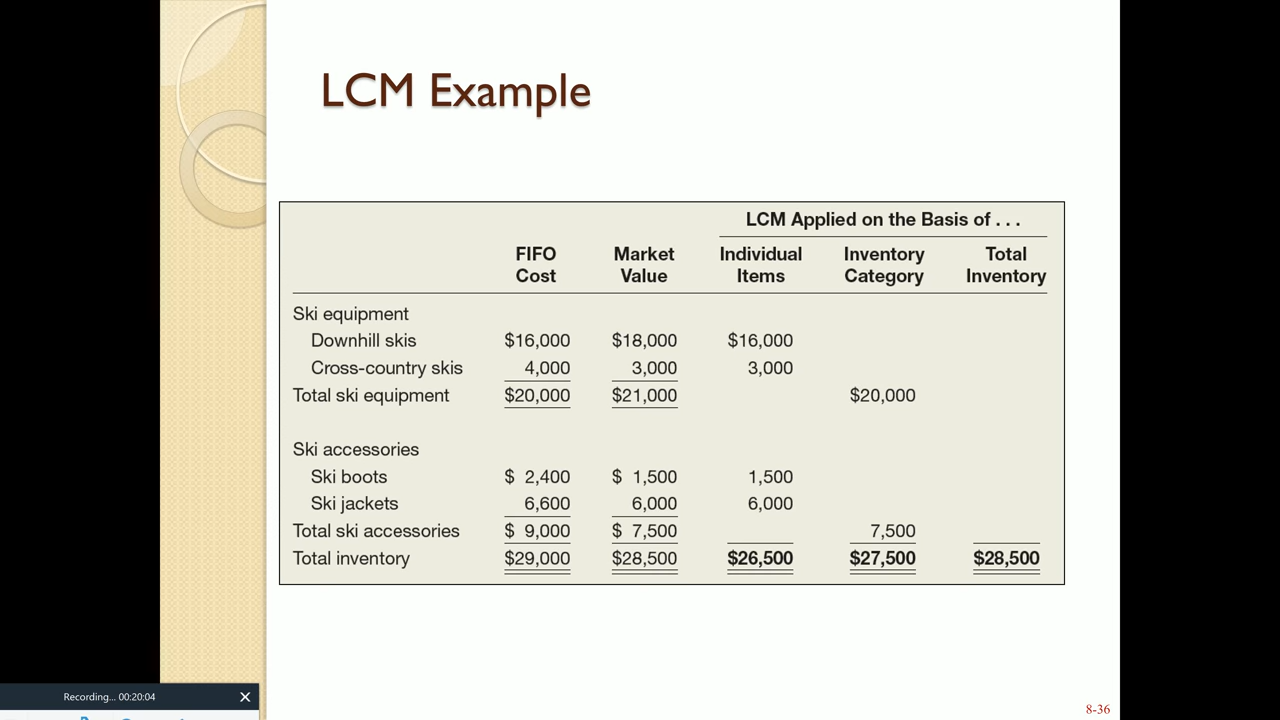 LCM Example
LCM Applied on the Basis of . . .
FIFO Cost Market Value Individual Items Inventory Category Total Inventory
Ski equipment
Downhill skis $16,000 $18,000 $16,000
Cross-country skis 4,000 3,000 3,000
Total ski equipment $20,000 $21,000 $20,000
Ski accessories
Ski boots $ 2,400 $ 1,500 1,500
Ski jackets 6,600 6,000 6,000
Total ski accessories $ 9,000 $ 7,500 7,500
Total inventory $29,000 $28,500 $26,500 $27,500 $28,500
Recording... 00:20:04
8-36